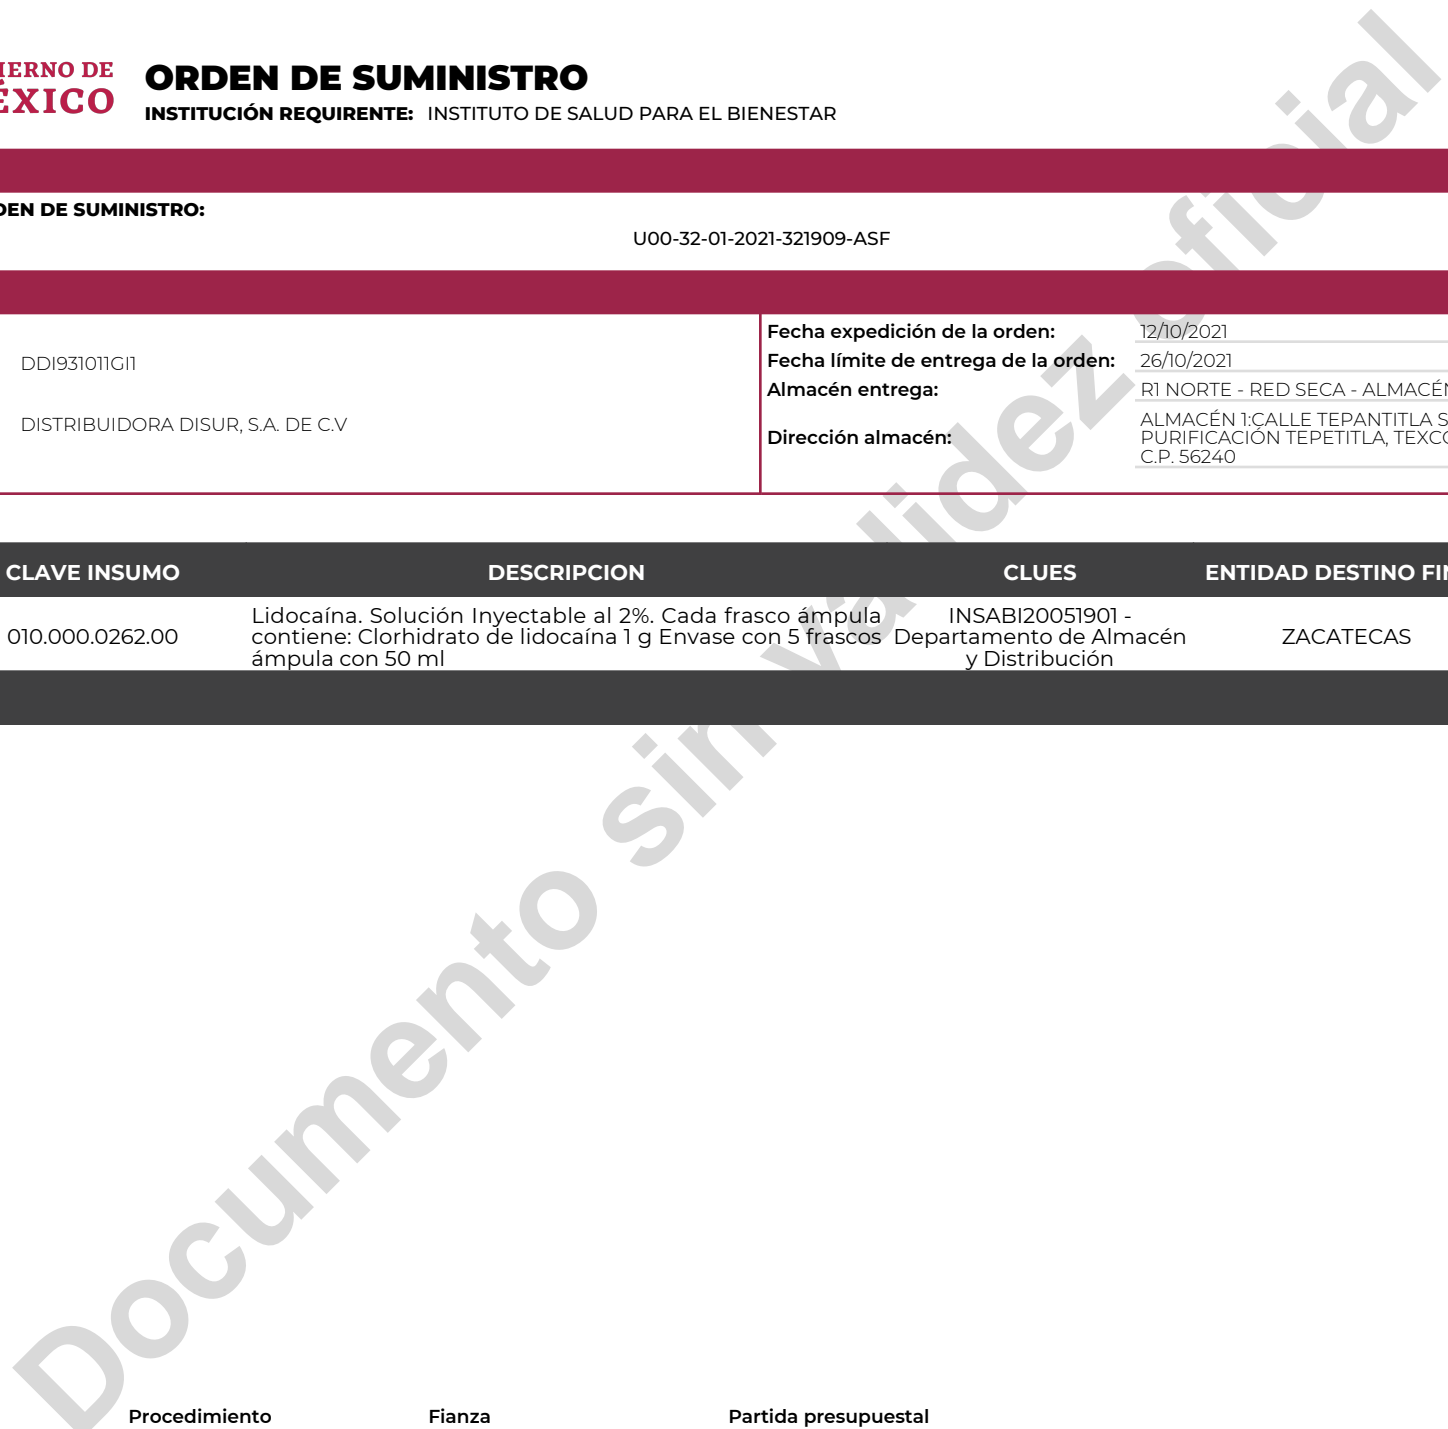 IERNO DE
ÉXICO
ORDEN DE SUMINISTRO
INSTITUCIÓN REQUIRENTE: INSTITUTO DE SALUD PARA EL BIENESTAR
DEN DE SUMINISTRO:
U00-32-01-2021-321909-ASF
DDI931011GI1
DISTRIBUIDORA DISUR, S.A. DE C.V
Fecha expedición de la orden: 12/10/2021
Fecha límite de entrega de la orden: 26/10/2021
Almacén entrega: R1 NORTE - RED SECA - ALMACÉN
Dirección almacén: ALMACÉN 1:CALLE TEPANTITLA S
PURIFICACIÓN TEPETITLA, TEXCO
C.P. 56240
CLAVE INSUMO DESCRIPCION CLUES ENTIDAD DESTINO FIN
010.000.0262.00
Lidocaína. Solución Inyectable al 2%. Cada frasco ámpula
contiene: Clorhidrato de lidocaína 1 g Envase con 5 frascos
ámpula con 50 ml
INSABI20051901 -
Departamento de Almacén
y Distribución
ZACATECAS
Documento sin validez oficial
Procedimiento Fianza Partida presupuestal